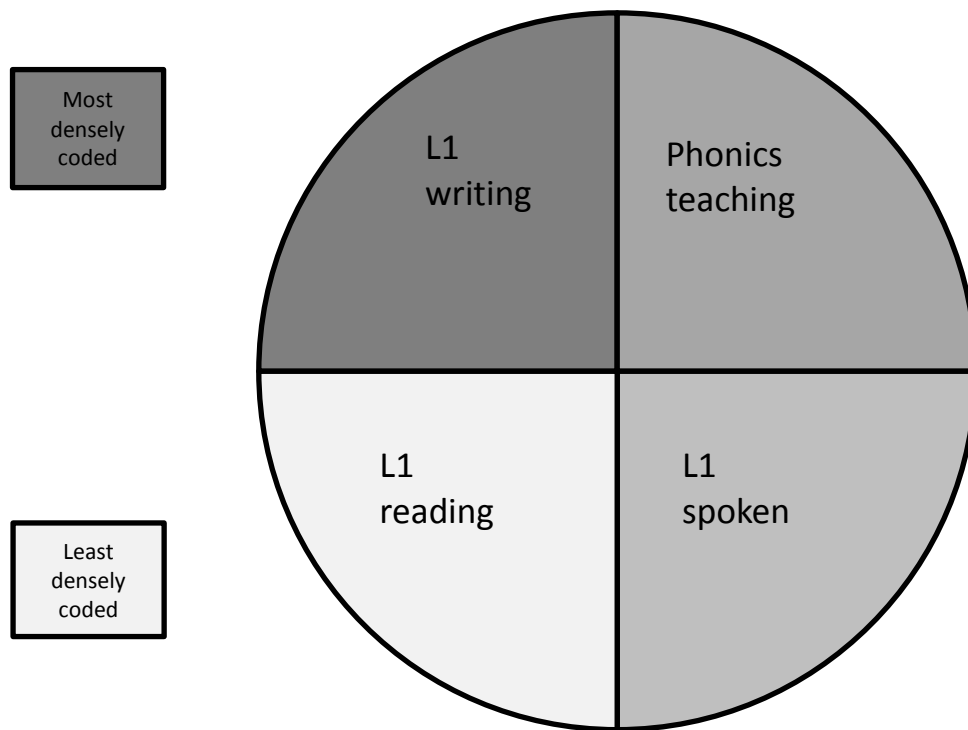 Most
densely
coded
L1
writing
Phonics
teaching
L1
reading
L1
spoken
Least
densely
coded